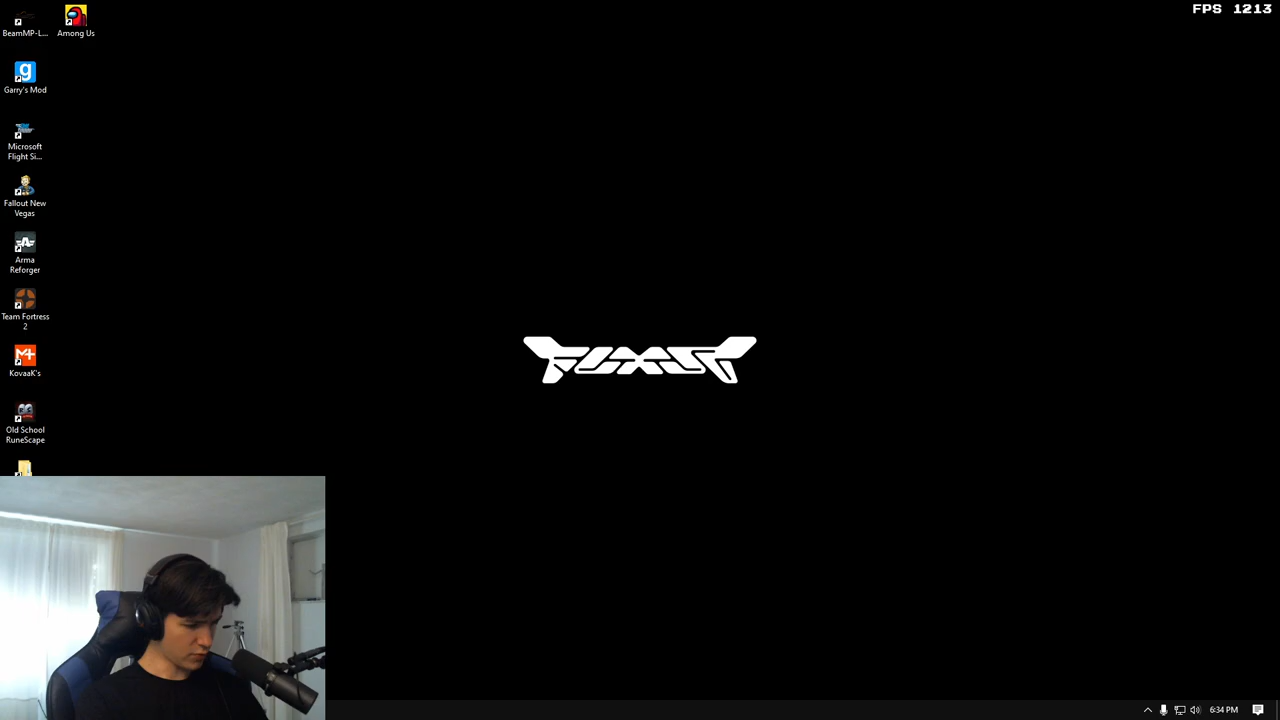 FPS 1213
BeamMP-L...
Among Us
Garry's Mod
Microsoft
Flight Si...
Fallout New
Vegas
Arma
Reforger
Team Fortress
2
KovaaK's
Old School
RuneScape
6:34 PM